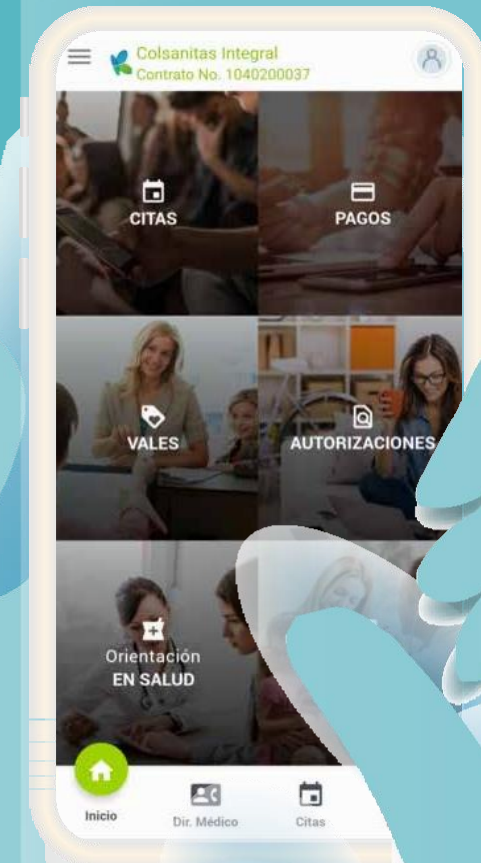 Colsanitas Integral
Contrato No. 1040200037
CITAS
PAGOS
VALES
AUTORIZACIONES
Orientación
EN SALUD
Inicio
Dir. Médico
Citas